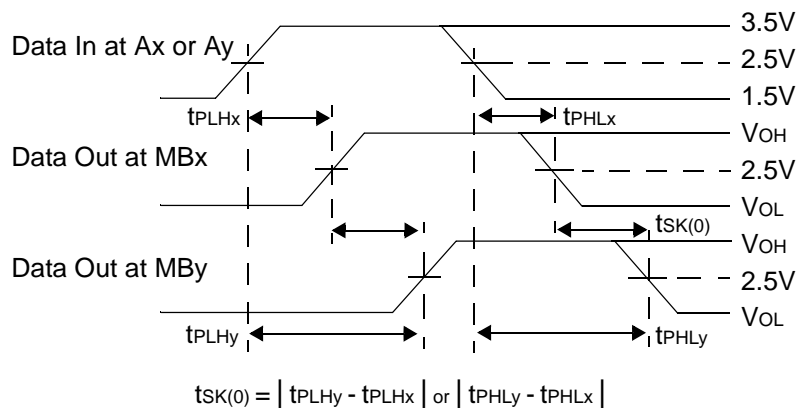 3.5V
Data In at Ax or Ay
2.5V
1.5V
tPLHx
tPHLx
VOH
Data Out at MBx
2.5V
VOL
tSK(0)
VOH
Data Out at MBy
2.5V
VOL
tPLHy
tPHLy
tSK(0) = | tPLHy - tPLHx | or | tPHLy - tPHLx |